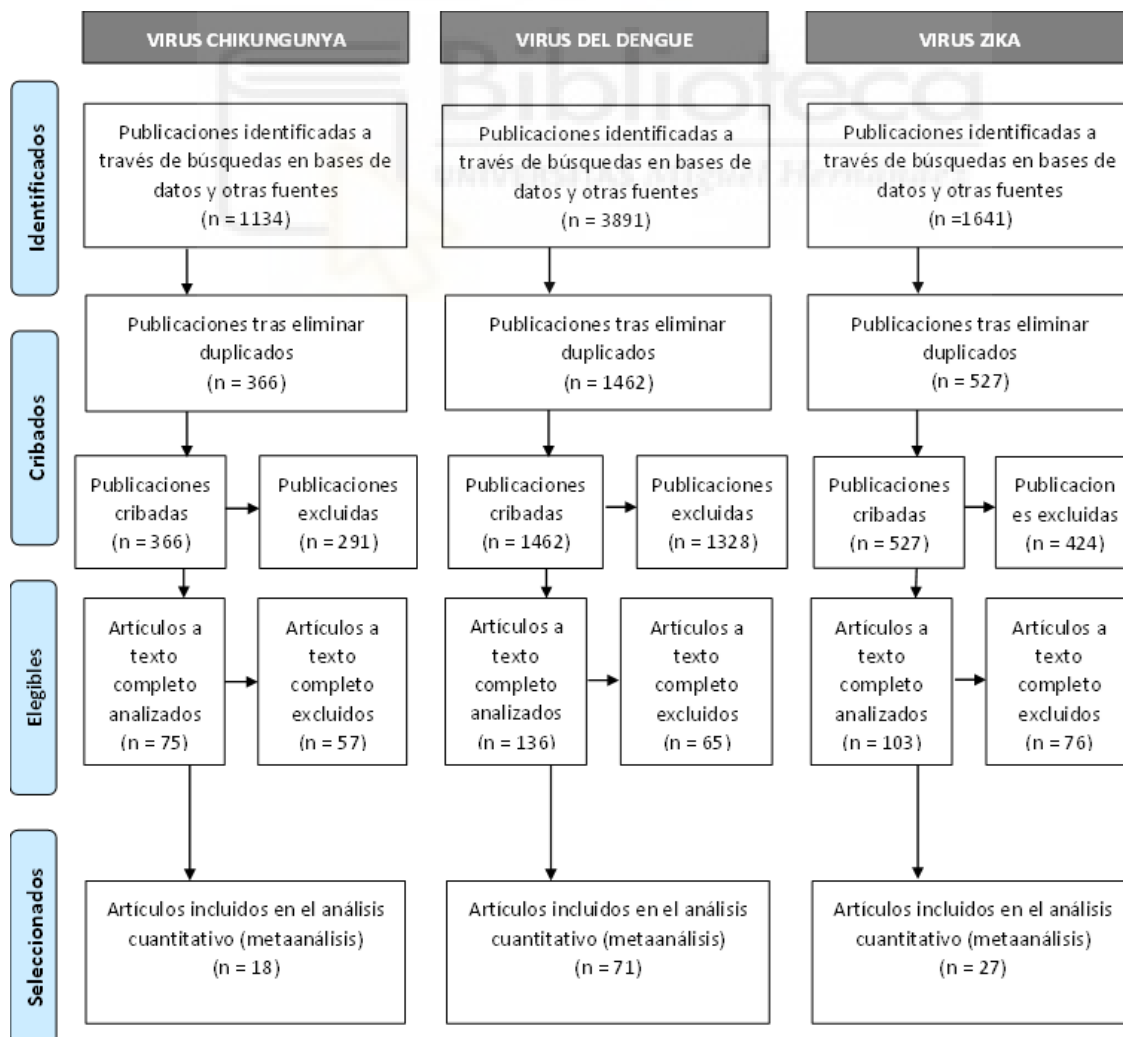 VIRUS CHIKUNGUNYA
VIRUS DEL DENGUE
VIRUS ZIKA
Biblioteca
UNIVERSITAS Miguel Hernández
Identificados
Publicaciones identificadas a
través de búsquedas en bases de
datos y otras fuentes
(n = 1134)
Publicaciones identificadas a
través de búsquedas en bases de
datos y otras fuentes
(n = 3891)
Publicaciones identificadas a
través de búsquedas en bases de
datos y otras fuentes
(n =1641)
Cribados
Publicaciones tras eliminar
duplicados
(n = 366)
Publicaciones tras eliminar
duplicados
(n = 1462)
Publicaciones tras eliminar
duplicados
(n = 527)
Publicaciones
cribadas
(n = 366)
Publicaciones
excluidas
(n = 291)
Publicaciones
cribadas
(n = 1462)
Publicaciones
excluidas
(n = 1328)
Publicaciones
cribadas
(n = 527)
Publicacion
es excluidas
(n = 424)
Elegibles
Artículos a
texto
completo
analizados
(n = 75)
Artículos a
texto
completo
excluidos
(n = 57)
Artículos a
texto
completo
analizados
(n = 136)
Artículos a
texto
completo
excluidos
(n = 65)
Artículos a
texto
completo
analizados
(n = 103)
Artículos a
texto
completo
excluidos
(n = 76)
Seleccionados
Artículos incluidos en el análisis
cuantitativo (metaanálisis)
(n = 18)
Artículos incluidos en el análisis
cuantitativo (metaanálisis)
(n = 71)
Artículos incluidos en el análisis
cuantitativo (metaanálisis)
(n = 27)